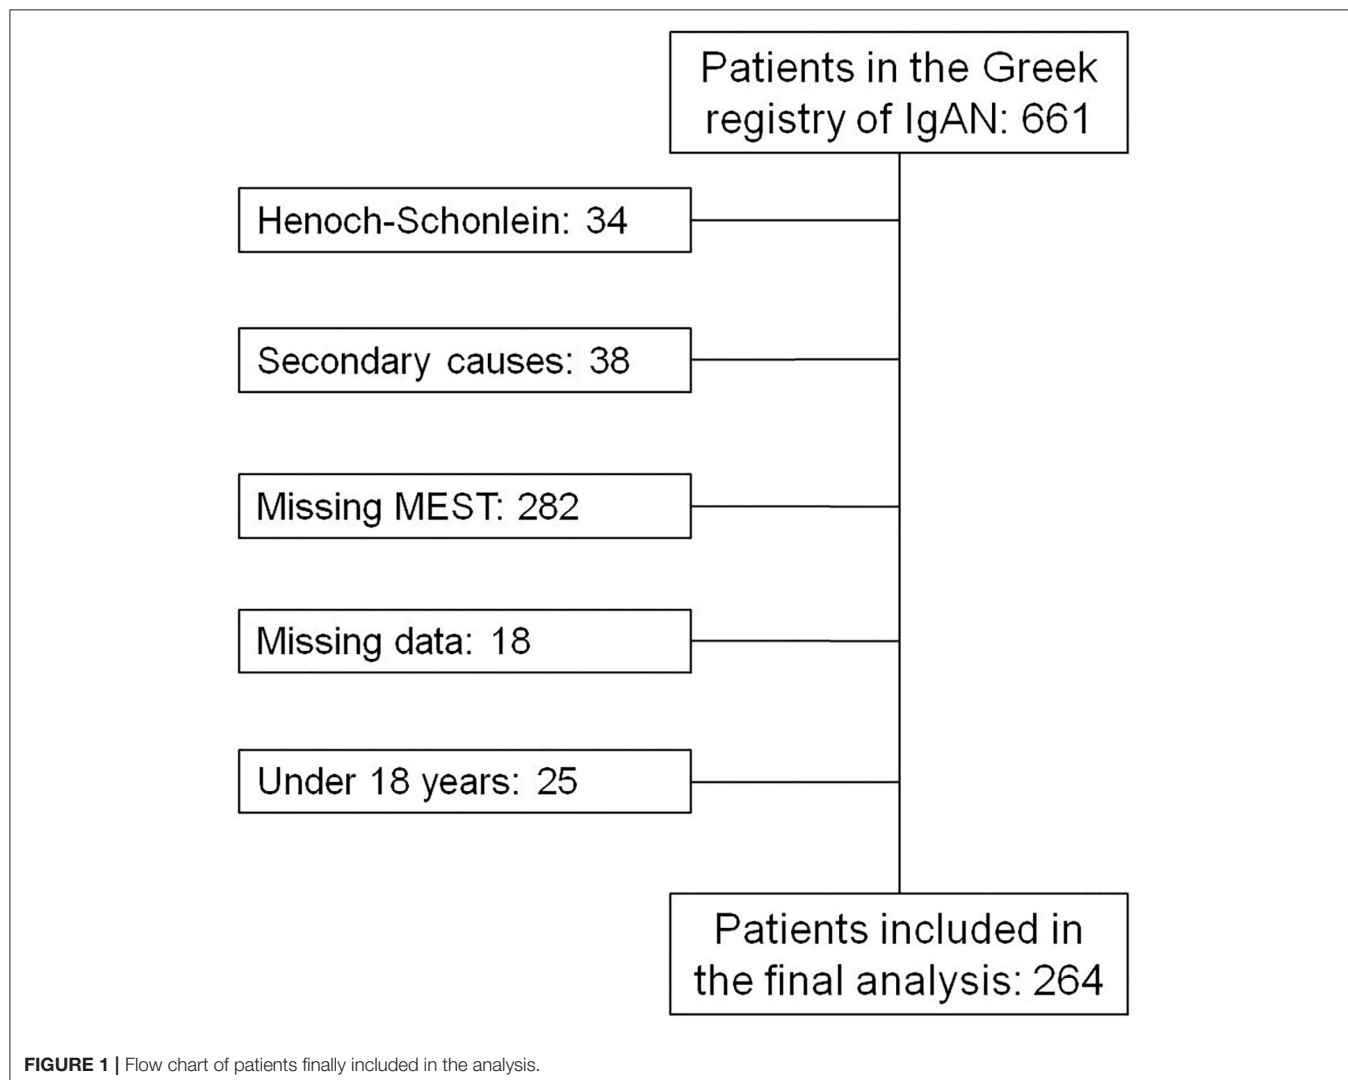 Patients in the Greek
registry of IgAN: 661
Henoch-Schonlein: 34
Secondary causes: 38
Missing MEST: 282
Missing data: 18
Under 18 years: 25
Patients included in
the final analysis: 264
FIGURE 1 | Flow chart of patients finally included in the analysis.